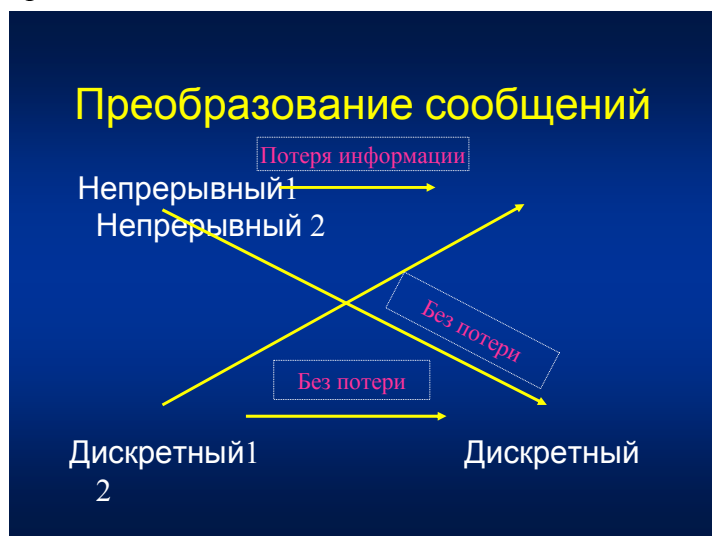 Преобразование сообщений
Потеря информации
Непрерывный1
Непрерывный 2
Без потери
Без потери
Дискретный1 Дискретный
2